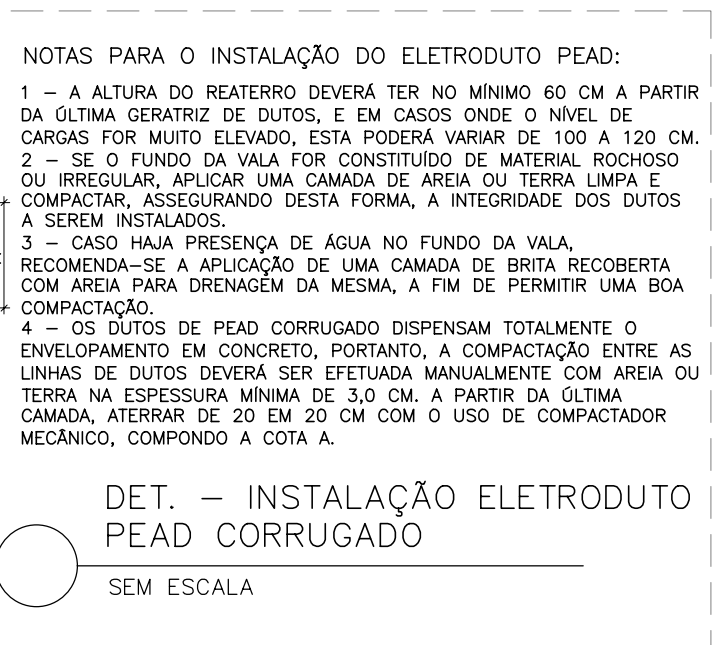 NOTAS PARA O INSTALAÇÃO DO ELETRODUTO PEAD:
1 – A ALTURA DO REATERRO DEVERÁ TER NO MÍNIMO 60 CM A PARTIR
DA ÚLTIMA GERATRIZ DE DUTOS, E EM CASOS ONDE O NÍVEL DE
CARGAS FOR MUITO ELEVADO, ESTA PODERÁ VARIAR DE 100 A 120 CM.
2 – SE O FUNDO DA VALA FOR CONSTITUÍDO DE MATERIAL ROCHOSO
OU IRREGULAR, APLICAR UMA CAMADA DE AREIA OU TERRA LIMPA E
COMPACTAR, ASSEGURANDO DESTA FORMA, A INTEGRIDADE DOS DUTOS
A SEREM INSTALADOS.
3 – CASO HAJA PRESENÇA DE ÁGUA NO FUNDO DA VALA,
RECOMENDA–SE A APLICAÇÃO DE UMA CAMADA DE BRITA RECOBERTA
COM AREIA PARA DRENAGEM DA MESMA, A FIM DE PERMITIR UMA BOA
COMPACTAÇÃO.
4 – OS DUTOS DE PEAD CORRUGADO DISPENSAM TOTALMENTE O
ENVELOPAMENTO EM CONCRETO, PORTANTO, A COMPACTAÇÃO ENTRE AS
LINHAS DE DUTOS DEVERÁ SER EFETUADA MANUALMENTE COM AREIA OU
TERRA NA ESPESSURA MÍNIMA DE 3,0 CM. A PARTIR DA ÚLTIMA
CAMADA, ATERRAR DE 20 EM 20 CM COM O USO DE COMPACTADOR
MECÂNICO, COMPONDO A COTA A.
DET. – INSTALAÇÃO ELETRODUTO
PEAD CORRUGADO
SEM ESCALA